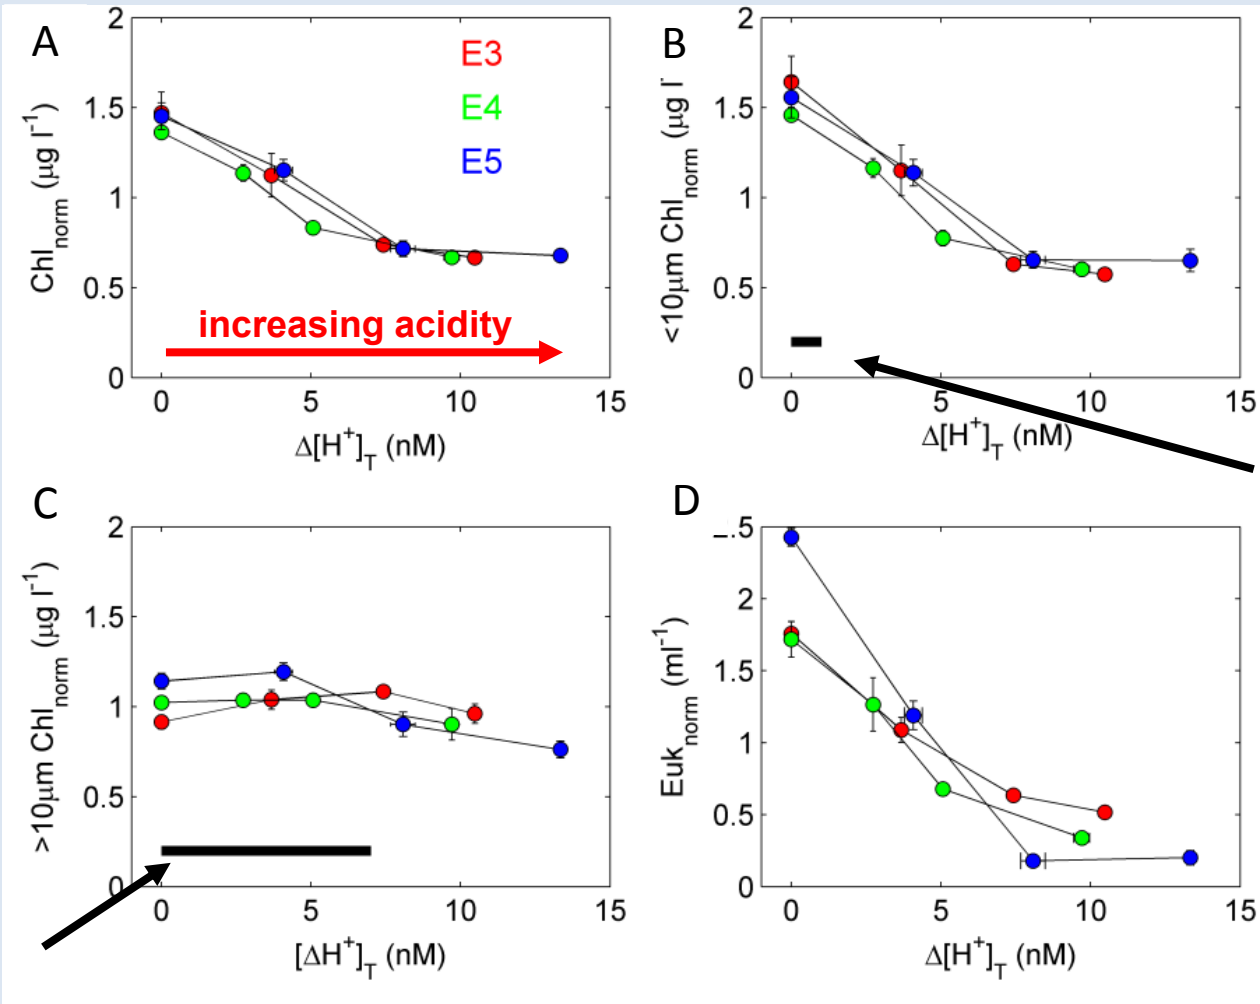 A
E3
E4
E5
Chl_norm (μg l⁻¹)
2
1.5
1
0.5
0
increasing acidity
0 5 10 15
Δ[H⁺]_T (nM)
B
<10μm Chl_norm (μg l
2
1.5
1
0.5
0
0 5 10 15
Δ[H⁺]_T (nM)
C
>10μm Chl_norm (μg l⁻¹)
2
1.5
1
0.5
0
0 5 10 15
[ΔH⁺]_T (nM)
D
Euk_norm (ml⁻¹)
.5
2
1.5
1
0.5
0
0 5 10 15
Δ[H⁺]_T (nM)